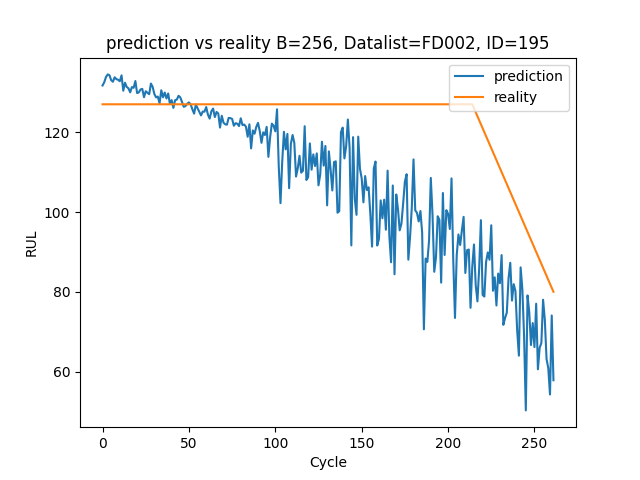 prediction vs reality B=256, Datalist=FD002, ID=195
prediction
reality
RUL
120
100
80
60
0 50 100 150 200 250
Cycle